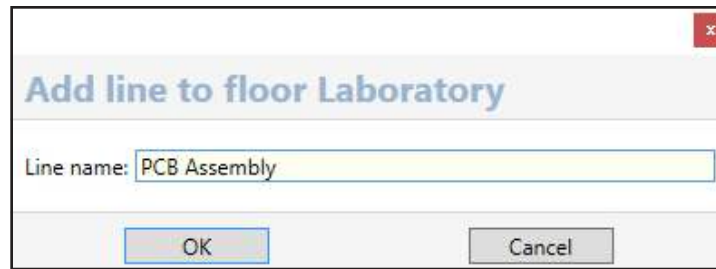 x
Add line to floor Laboratory
Line name: PCB Assembly
OK Cancel